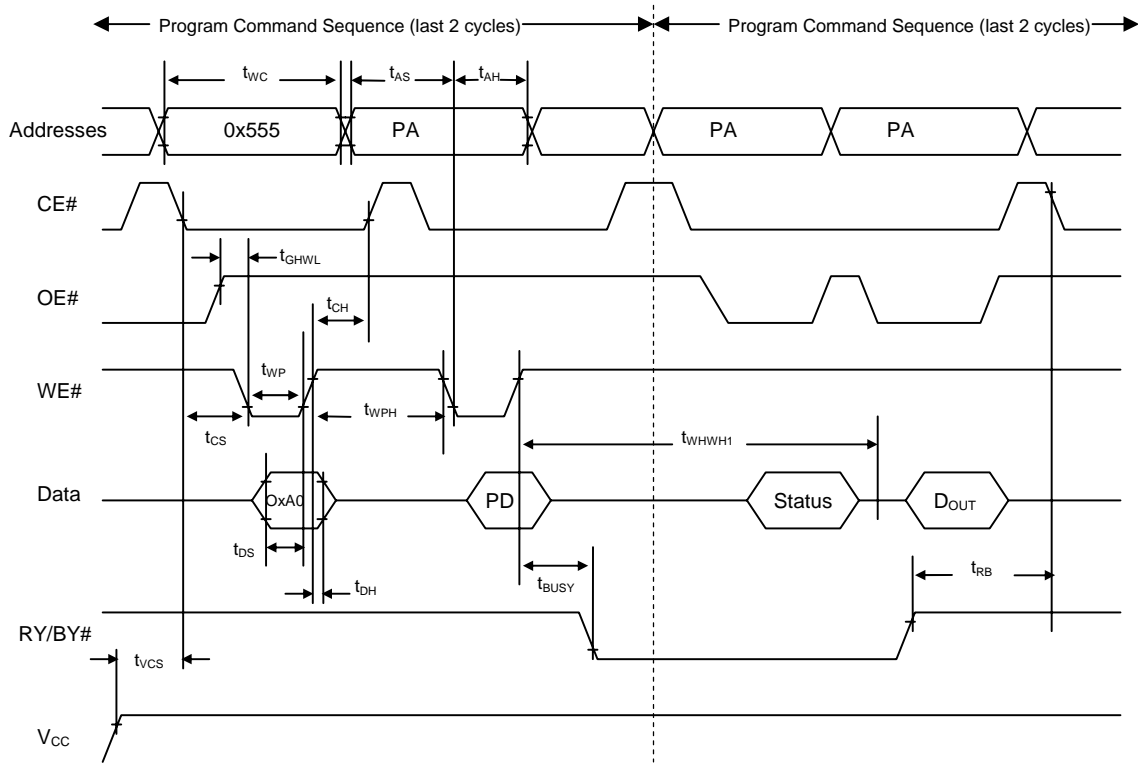 Program Command Sequence (last 2 cycles) Program Command Sequence (last 2 cycles)
tWC tAS tAH
Addresses 0x555 PA PA PA
CE#
tGHWL
OE#
tCH
tWP
WE#
tWPH
tCS tWHWH1
Data OxA0 PD Status DOUT
tDS tDH tBUSY tRB
RY/BY#
tVCS
VCC